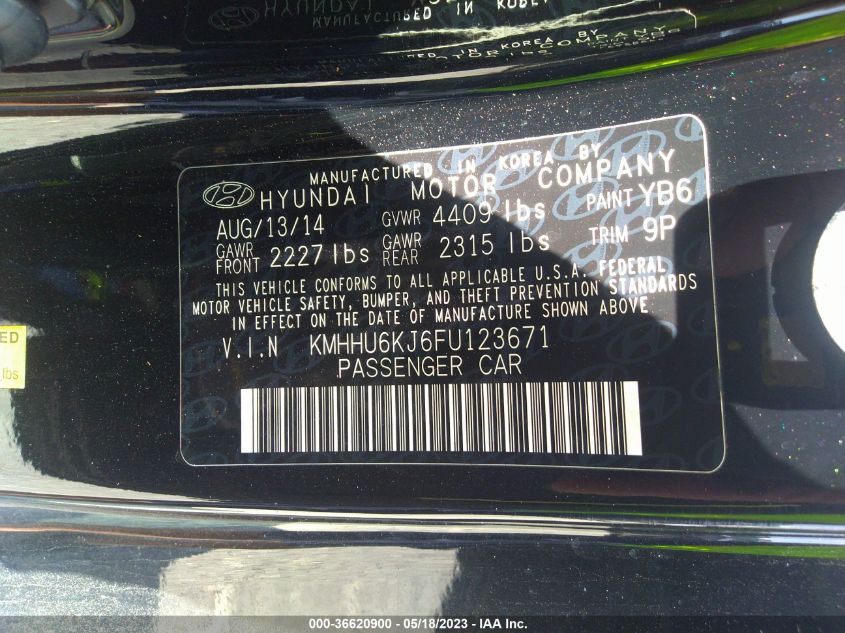 HYUNDAI
MANUFACTURED IN KOREA BY
HYUNDAI MOTOR COMPANY
AUG/13/14 GVWR 4409 lbs PAINT YB6
GAWR FRONT 2227 lbs GAWR REAR 2315 lbs TRIM 9P
THIS VEHICLE CONFORMS TO ALL APPLICABLE U.S.A. FEDERAL
MOTOR VEHICLE SAFETY, BUMPER, AND THEFT PREVENTION STANDARDS
IN EFFECT ON THE DATE OF MANUFACTURE SHOWN ABOVE
V.I.N KMHHU6KJ6FU123671
PASSENGER CAR
ED
lbs
000-36620900 - 05/18/2023 - IAA Inc.